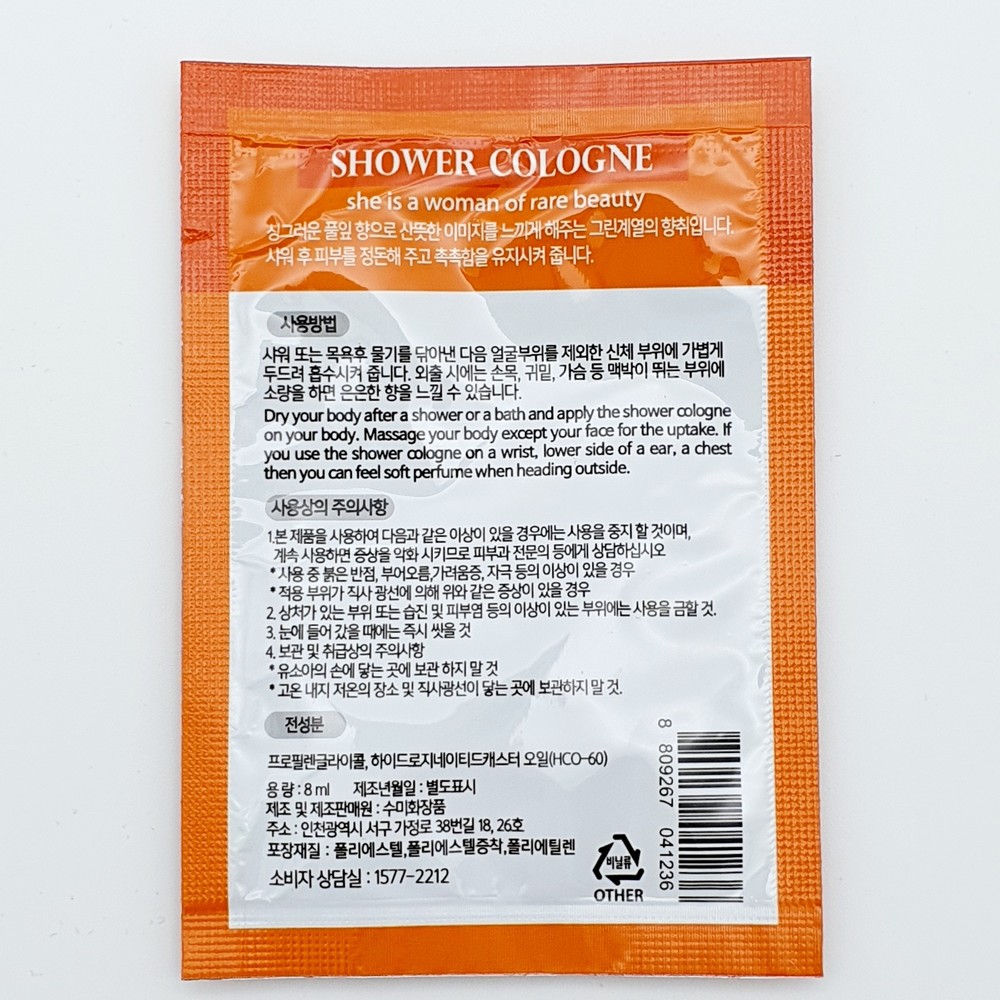 SHOWER COLOGNE
she is a woman of rare beauty
싱그러운 풀잎 향으로 산뜻한 이미지를 느끼게 해주는 그린계열의 향취입니다.
샤워 후 피부를 정돈해 주고 촉촉함을 유지시켜 줍니다.
사용방법
샤워 또는 목욕후 물기를 닦아낸 다음 얼굴부위를 제외한 신체 부위에 가볍게
두드려 흡수시켜 줍니다. 외출 시에는 손목, 귀밑, 가슴 등 맥박이 뛰는 부위에
소량을 하면 은은한 향을 느낄 수 있습니다.
Dry your body after a shower or a bath and apply the shower cologne
on your body. Massage your body except your face for the uptake. If
you use the shower cologne on a wrist, lower side of a ear, a chest
then you can feel soft perfume when heading outside.
사용상의 주의사항
1.본 제품을 사용하여 다음과 같은 이상이 있을 경우에는 사용을 중지 할 것이며,
계속 사용하면 증상을 악화 시키므로 피부과 전문의 등에게 상담하십시오
* 사용 중 붉은 반점, 부어오름,가려움증, 자극 등의 이상이 있을 경우
* 적용 부위가 직사 광선에 의해 위와 같은 증상이 있을 경우
2. 상처가 있는 부위 또는 습진 및 피부염 등의 이상이 있는 부위에는 사용을 금할 것.
3. 눈에 들어 갔을 때에는 즉시 씻을 것
4. 보관 및 취급상의 주의사항
* 유소아의 손에 닿는 곳에 보관 하지 말 것
* 고온 내지 저온의 장소 및 직사광선이 닿는 곳에 보관하지 말 것.
전성분
프로필렌글라이콜, 하이드로지네이티드캐스터 오일(HCO-60)
용 량 : 8 ml 제조년월일 : 별도표시
제조 및 제조판매원 : 수미화장품
주소 : 인천광역시 서구 가정로 38번길 18, 26호
포장재질 : 폴리에스텔,폴리에스텔증착,폴리에틸렌
소비자 상담실 : 1577-2212
비닐류
OTHER
8 809267 041236